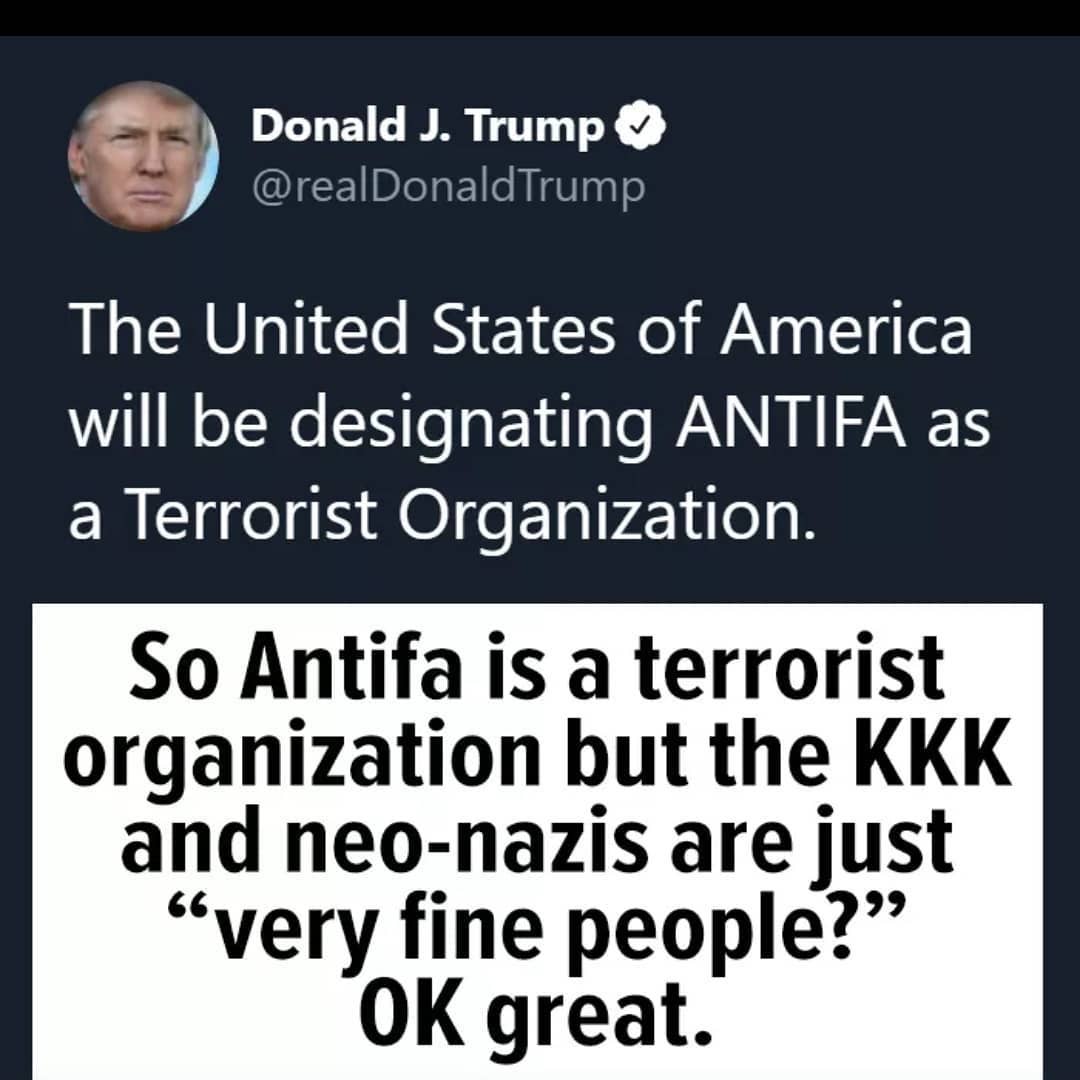 Donald J. Trump
@realDonaldTrump
The United States of America
will be designating ANTIFA as
a Terrorist Organization.
So Antifa is a terrorist
organization but the KKK
and neo-nazis are just
“very fine people?”
OK great.